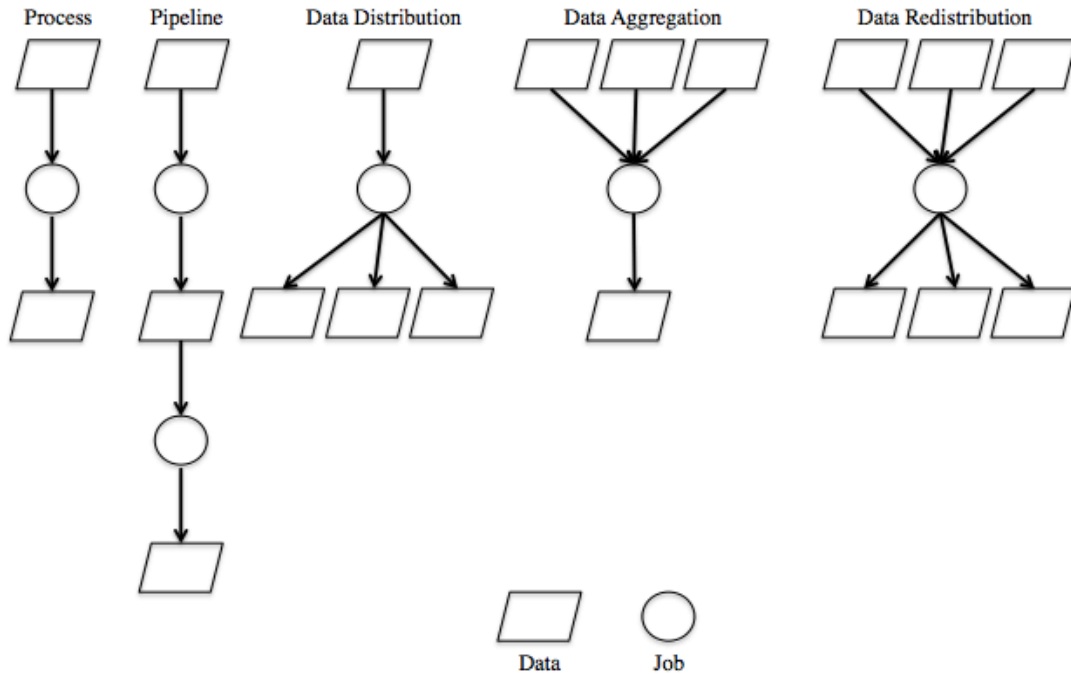 Process
Pipeline
Data Distribution
Data Aggregation
Data Redistribution
Data
Job